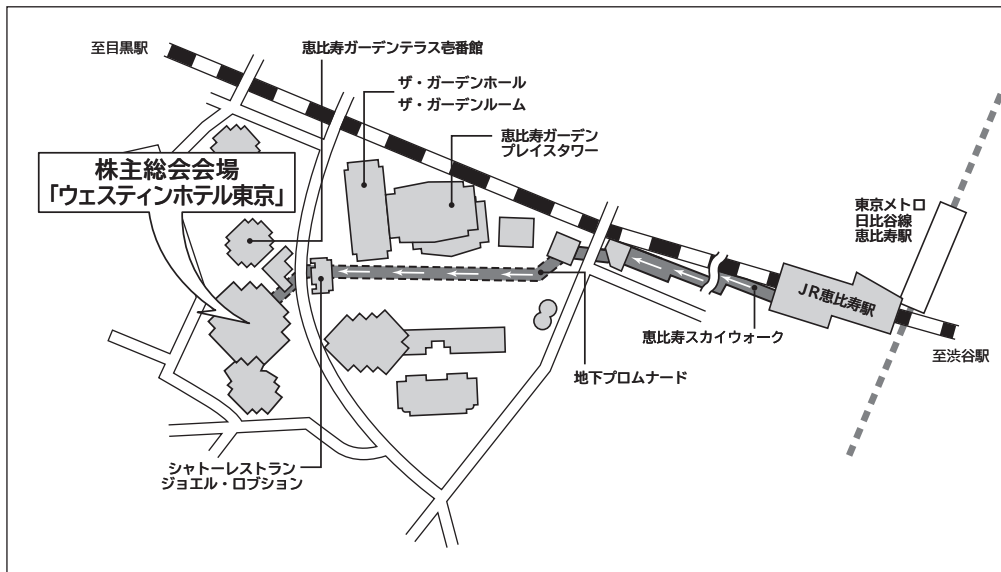 至目黒駅
恵比寿ガーデンテラス壱番館
ザ・ガーデンホール
ザ・ガーデンルーム
恵比寿ガーデン
プレイスタワー
株主総会会場
「ウェスティンホテル東京」
東京メトロ
日比谷線
恵比寿駅
JR恵比寿駅
恵比寿スカイウォーク
至渋谷駅
地下プロムナード
シャトーレストラン
ジョエル・ロブション